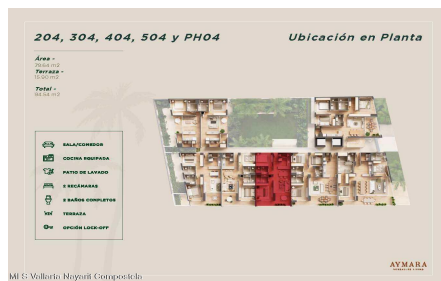 204, 304, 404, 504 y PH04
Ubicación en Planta
Área -
Terraza -
Total -
SALA/COMEDOR
COCINA EQUIPADA
PATIO DE LAVADO
2 RECÁMARAS
2 BAÑOS COMPLETOS
TERRAZA
OPCIÓN LOCK-OFF
AYMARA
MLS Vallarta Nayarit Compostela